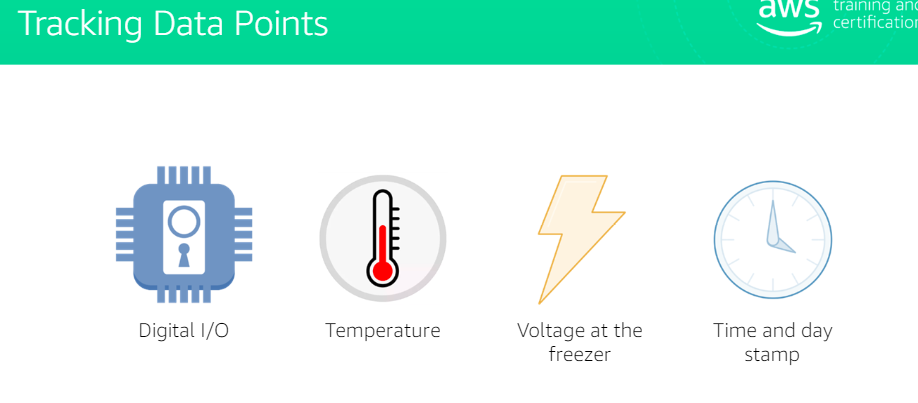 Tracking Data Points
aws
training and
certification
Digital I/O
Temperature
Voltage at the
freezer
Time and day
stamp